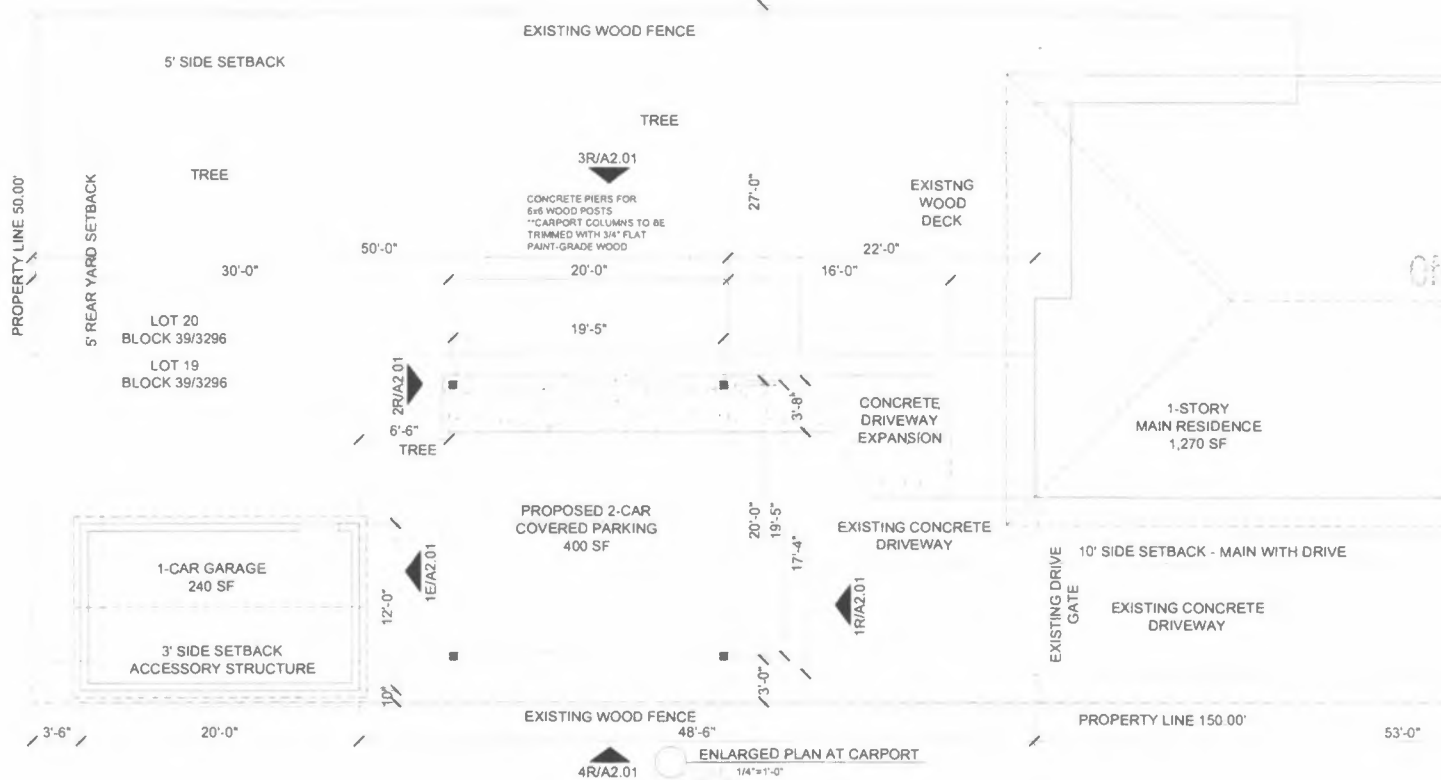 EXISTING WOOD FENCE
5' SIDE SETBACK
TREE
3R/A2.01
TREE
CONCRETE PIERS FOR
6x6 WOOD POSTS
**CARPORT COLUMNS TO BE
TRIMMED WITH 3/4" FLAT
PAINT-GRADE WOOD
27'-0"
EXISTNG
WOOD
DECK
PROPERTY LINE 50.00'
5' REAR YARD SETBACK
50'-0"
22'-0"
30'-0"
20'-0"
16'-0"
LOT 20
BLOCK 39/3296
19'-5"
LOT 19
BLOCK 39/3296
2R/A2.01
3'-8"
CONCRETE
DRIVEWAY
EXPANSION
1-STORY
MAIN RESIDENCE
1,270 SF
6'-6"
TREE
PROPOSED 2-CAR
COVERED PARKING
400 SF
20'-0"
19'-5"
17'-4"
EXISTING CONCRETE
DRIVEWAY
1-CAR GARAGE
240 SF
12'-0"
1E/A2.01
1R/A2.01
EXISTING DRIVE
GATE
10' SIDE SETBACK - MAIN WITH DRIVE
EXISTING CONCRETE
DRIVEWAY
3' SIDE SETBACK
ACCESSORY STRUCTURE
10"
3'-0"
EXISTING WOOD FENCE
PROPERTY LINE 150.00'
3'-6"
20'-0"
48'-6"
53'-0"
4R/A2.01
ENLARGED PLAN AT CARPORT
1/4"=1'-0"